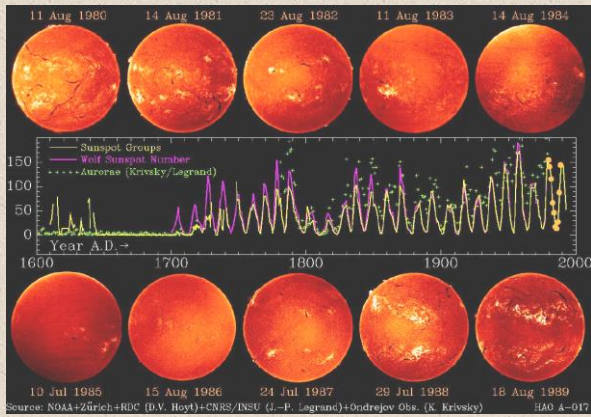 11 Aug 1980 14 Aug 1981 22 Aug 1982 11 Aug 1983 14 Aug 1984
Sunspot Groups
Wolf Sunspot Number
Aurorae (Krivsky/Legrand)
150
100
50
0
Year A.D.→
1600 1700 1800 1900 2000
10 Jul 1985 15 Aug 1986 24 Jul 1987 29 Jul 1988 18 Aug 1989
Source: NOAA+Zürich+RDC (D.V. Hoyt)+CNRS/INSU (J.-P. Legrand)+Ondrejov Obs. (K. Krivsky) HAO A-017